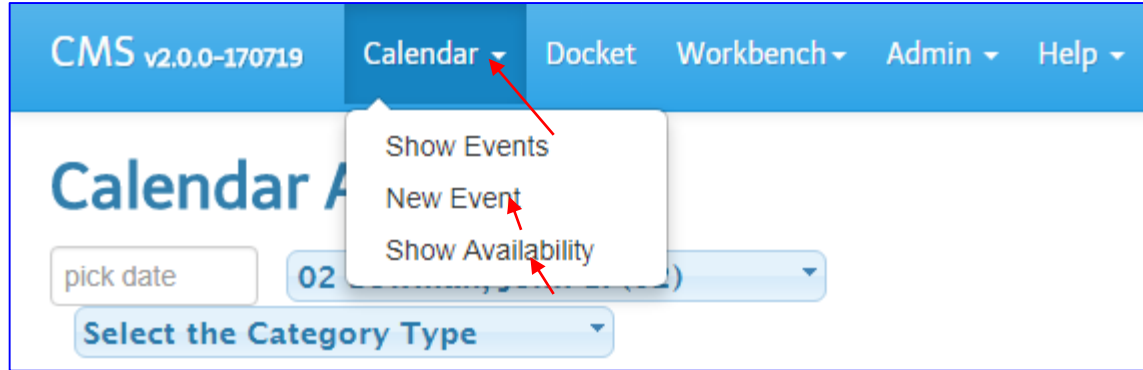 CMS v2.0.0-170719 Calendar Docket Workbench Admin Help
Show Events
Calendar A
New Event
Show Availability
pick date 02
Select the Category Type